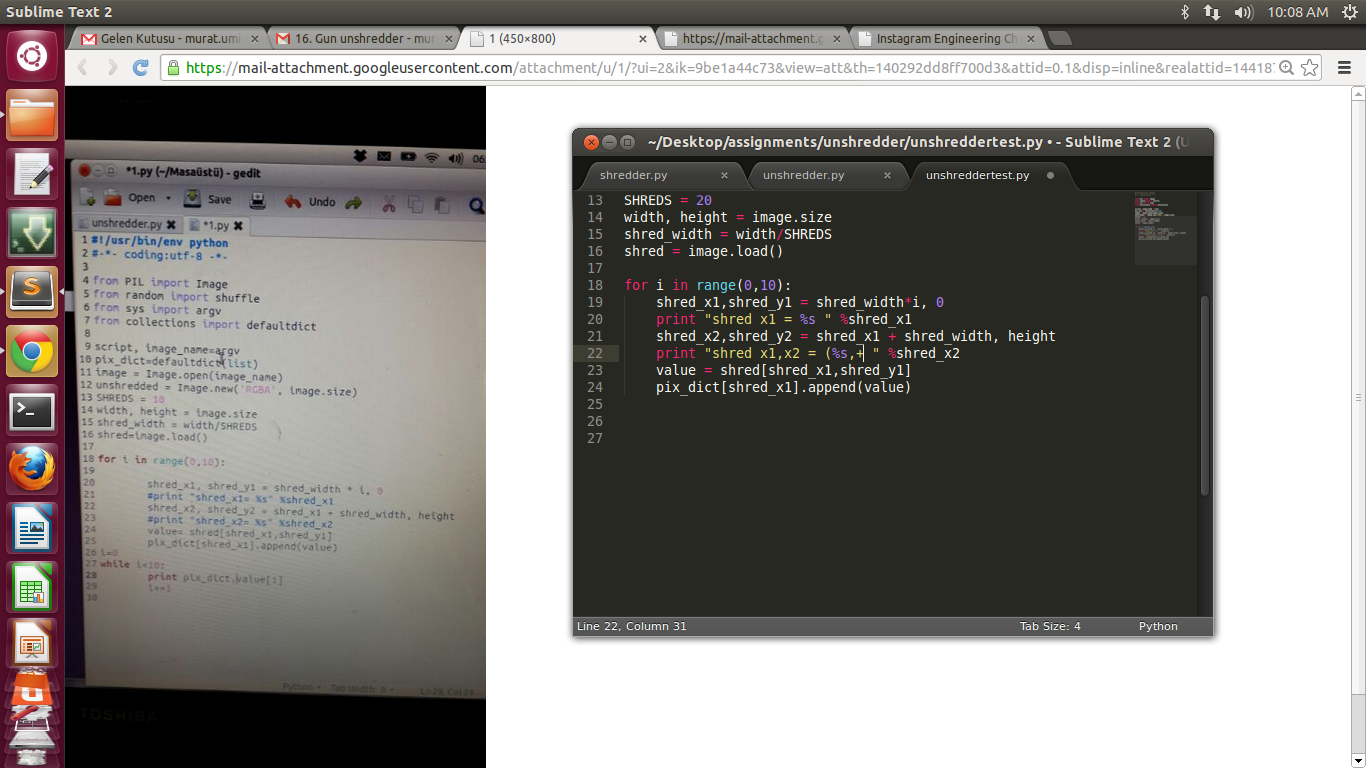 Sublime Text 2
10:08 AM
Gelen Kutusu - murat.umi
16. Gun unshredder - mur
1 (450×800)
https://mail-attachment.g
Instagram Engineering Ch
https://mail-attachment.googleusercontent.com/attachment/u/1/?ui=2&ik=9be1a44c73&view=att&th=140292dd8ff700d3&attid=0.1&disp=inline&realattid=144187
*1.py (~/Masaüstü) - gedit
Open
Save
Undo
unshredder.py
*1.py
1 #!/usr/bin/env python
2 #-*- coding:utf-8 -*-
3
4 from PIL import Image
5 from random import shuffle
6 from sys import argv
7 from collections import defaultdict
8
9 script, image_name=argv
10 pix_dict=defaultdict(list)
11 image = Image.open(image_name)
12 unshredded = Image.new('RGBA', image.size)
13 SHREDS = 10
14 width, height = image.size
15 shred_width = width/SHREDS
16 shred=image.load()
17
18 for i in range(0,10):
19
20 shred_x1, shred_y1 = shred_width * i, 0
21 #print "shred_x1= %s" %shred_x1
22 shred_x2, shred_y2 = shred_x1 + shred_width, height
23 #print "shred_x2= %s" %shred_x2
24 value= shred[shred_x1,shred_y1]
25 pix_dict[shred_x1].append(value)
26 i=0
27 while i<10:
28 print pix_dict.value[i]
29 i+=1
30
Python
Tab Width: 8
Ln 28, Col 24
TOSHIBA
~/Desktop/assignments/unshredder/unshreddertest.py • - Sublime Text 2 (U
shredder.py
unshredder.py
unshreddertest.py
13 SHREDS = 20
14 width, height = image.size
15 shred_width = width/SHREDS
16 shred = image.load()
17
18 for i in range(0,10):
19 shred_x1,shred_y1 = shred_width*i, 0
20 print "shred x1 = %s " %shred_x1
21 shred_x2,shred_y2 = shred_x1 + shred_width, height
22 print "shred x1,x2 = (%s,+ " %shred_x2
23 value = shred[shred_x1,shred_y1]
24 pix_dict[shred_x1].append(value)
25
26
27
Line 22, Column 31
Tab Size: 4
Python